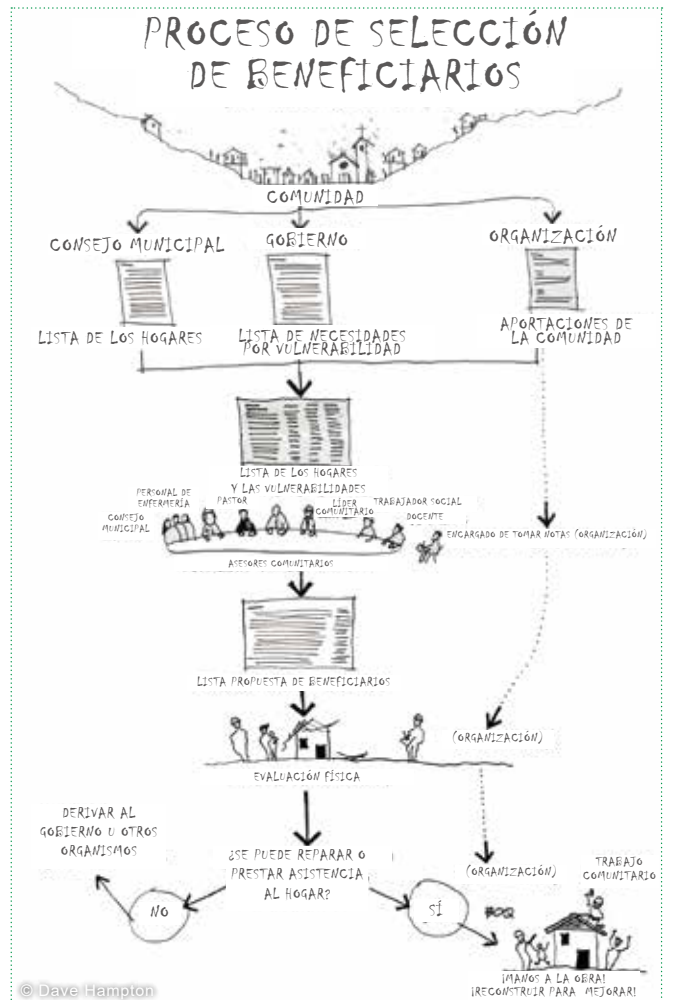 PROCESO DE SELECCIÓN
DE BENEFICIARIOS
COMUNIDAD
CONSEJO MUNICIPAL
GOBIERNO
ORGANIZACIÓN
LISTA DE LOS HOGARES
LISTA DE NECESIDADES
POR VULNERABILIDAD
APORTACIONES DE
LA COMUNIDAD
LISTA DE LOS HOGARES
Y LAS VULNERABILIDADES
PERSONAL DE
ENFERMERÍA
PASTOR
LÍDER
COMUNITARIO
TRABAJADOR SOCIAL
CONSEJO
MUNICIPAL
DOCENTE
ENCARGADO DE TOMAR NOTAS (ORGANIZACIÓN)
ASESORES COMUNITARIOS
LISTA PROPUESTA DE BENEFICIARIOS
(ORGANIZACIÓN)
EVALUACIÓN FÍSICA
DERIVAR AL
GOBIERNO U OTROS
ORGANISMOS
¿SE PUEDE REPARAR O
PRESTAR ASISTENCIA
AL HOGAR?
(ORGANIZACIÓN)
TRABAJO
COMUNITARIO
NO
SÍ
BOQ
¡MANOS A LA OBRA!
¡RECONSTRUIR PARA MEJORAR!
© Dave Hampton